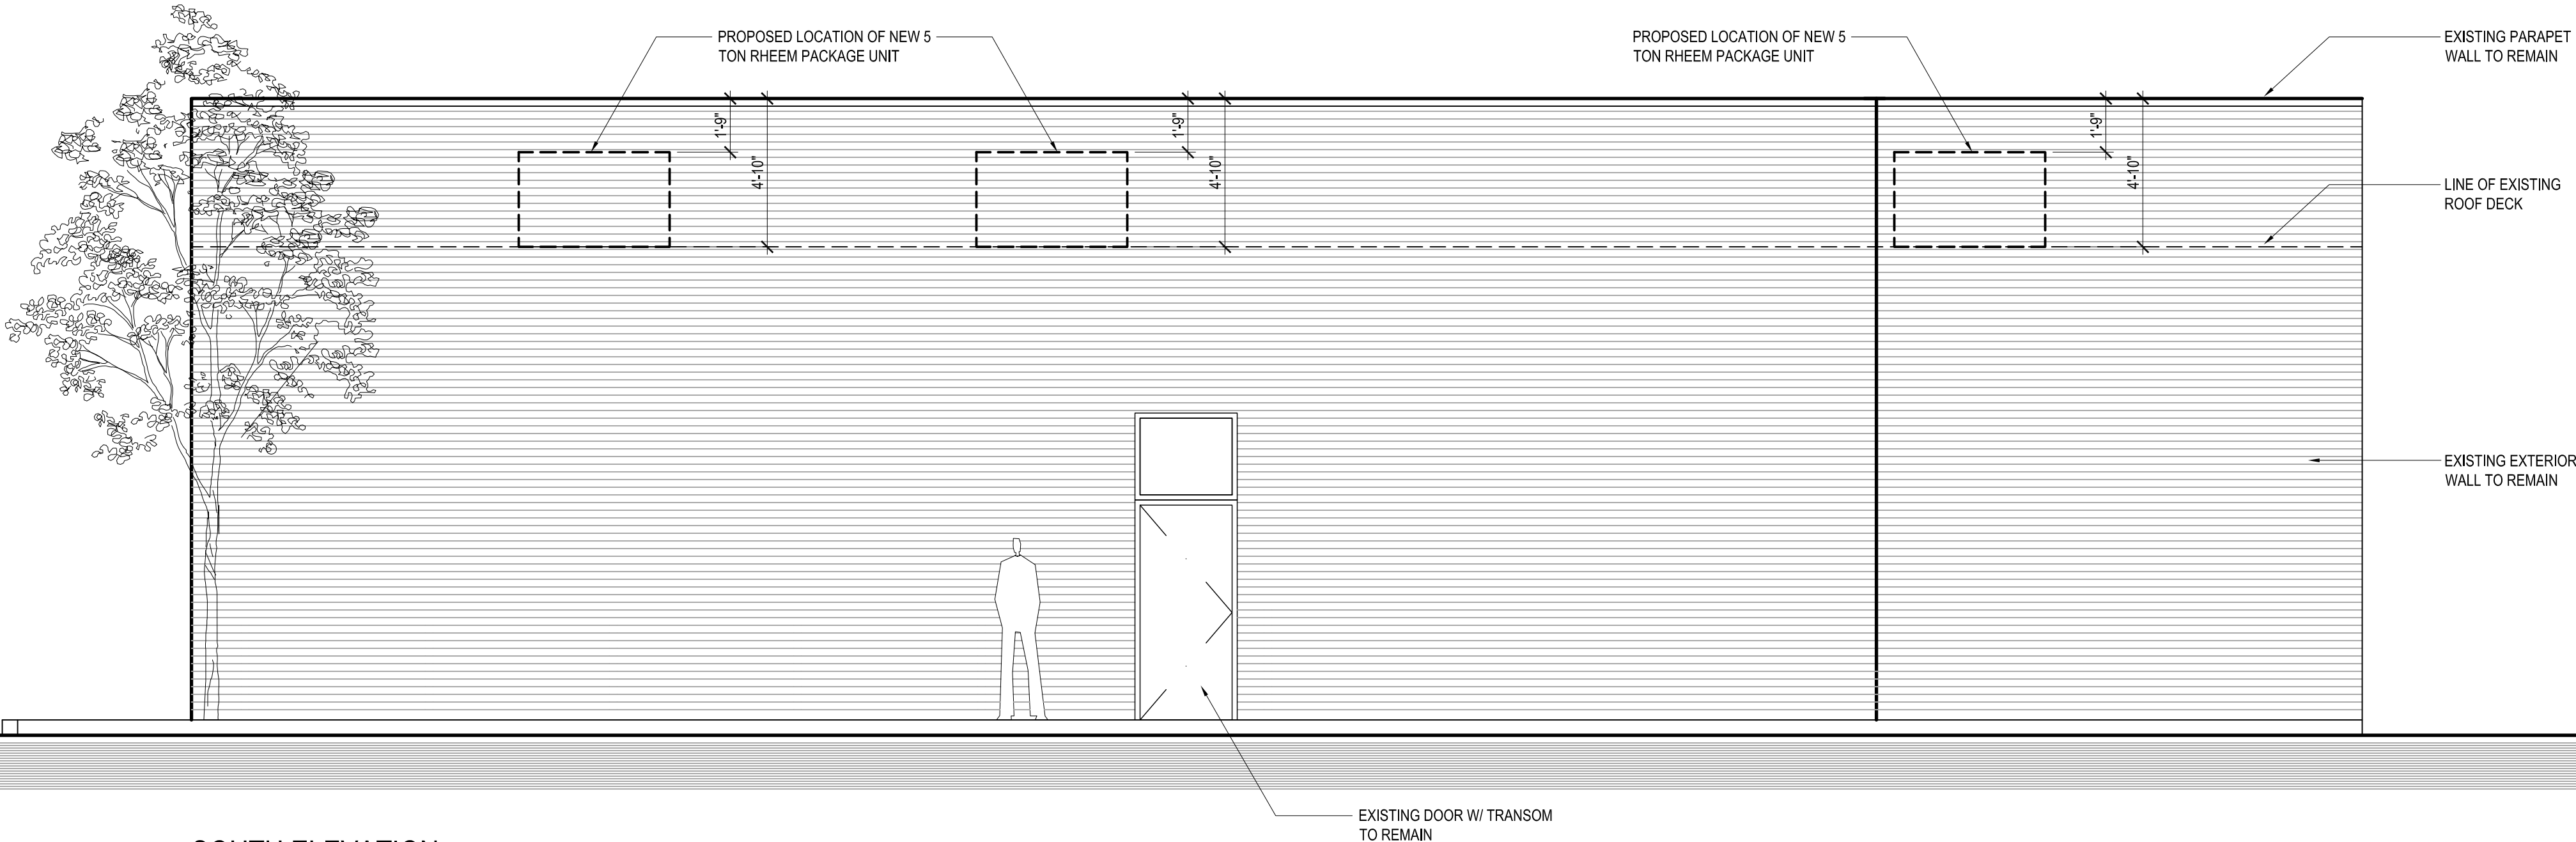 PROPOSED LOCATION OF NEW 5
TON RHEEM PACKAGE UNIT
PROPOSED LOCATION OF NEW 5
TON RHEEM PACKAGE UNIT
EXISTING PARAPET
WALL TO REMAIN
1'-9"
4'-10"
1'-9"
4'-10"
1'-9"
4'-10"
LINE OF EXISTING
ROOF DECK
EXISTING EXTERIOR
WALL TO REMAIN
EXISTING DOOR W/ TRANSOM
TO REMAIN
SOUTH ELEVATION